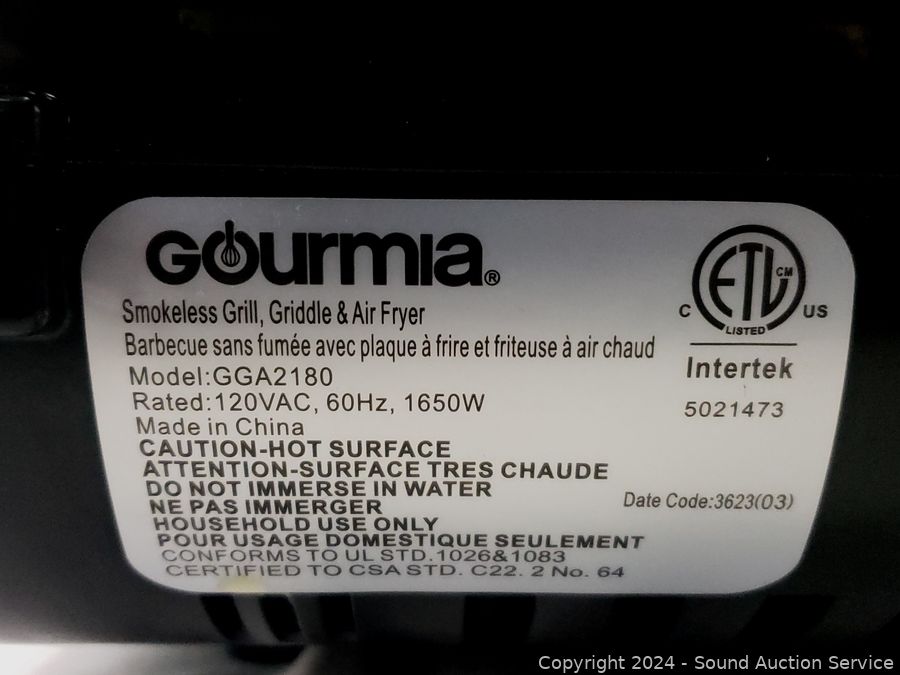 GOurmia®
Smokeless Grill, Griddle & Air Fryer
Barbecue sans fumée avec plaque à frire et friteuse à air chaud
Model:GGA2180
Rated:120VAC, 60Hz, 1650W
Made in China
CAUTION-HOT SURFACE
ATTENTION-SURFACE TRES CHAUDE
DO NOT IMMERSE IN WATER
NE PAS IMMERGER
HOUSEHOLD USE ONLY
POUR USAGE DOMESTIQUE SEULEMENT
CONFORMS TO UL STD.1026&1083
CERTIFIED TO CSA STD. C22. 2 No. 64
ETL CM
C US
LISTED
Intertek
5021473
Date Code:3623(03)
Copyright 2024 - Sound Auction Service